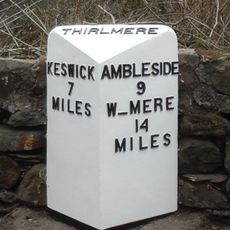 THIRLMERE
KESWICK
7
MILES
AMBLESIDE
9
W_MERE
14
MILES